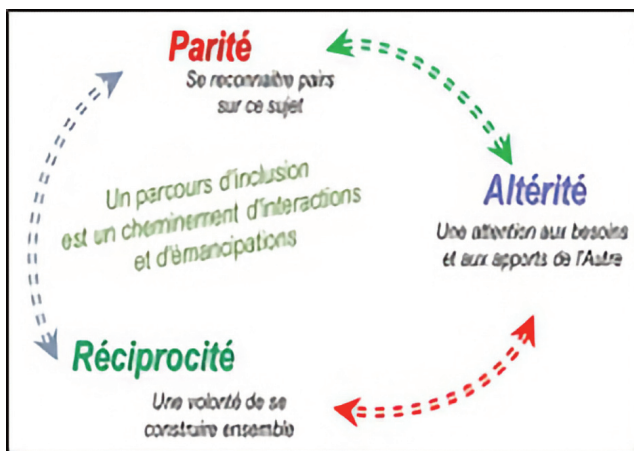 Parité
Se reconnaître pairs
sur ce sujet
Un parcours d'inclusion
est un cheminement d'interactions
et d'émancipations
Altérité
Une attention aux besoins
et aux apports de l'Autre
Réciprocité
Une volonté de se
construire ensemble